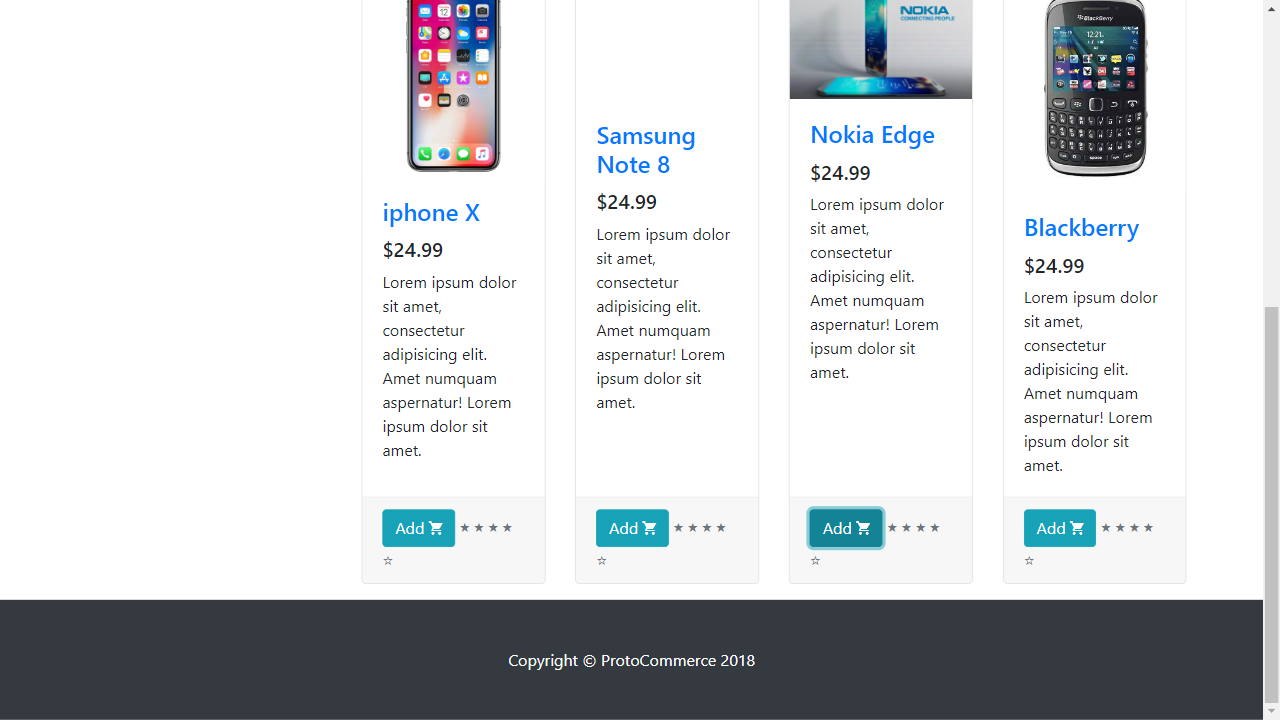 iphone X
$24.99
Lorem ipsum dolor
sit amet,
consectetur
adipisicing elit.
Amet numquam
aspernatur! Lorem
ipsum dolor sit
amet.
Add
★ ★ ★ ★
☆
Samsung
Note 8
$24.99
Lorem ipsum dolor
sit amet,
consectetur
adipisicing elit.
Amet numquam
aspernatur! Lorem
ipsum dolor sit
amet.
Add
★ ★ ★ ★
☆
NOKIA
CONNECTING PEOPLE
Nokia Edge
$24.99
Lorem ipsum dolor
sit amet,
consectetur
adipisicing elit.
Amet numquam
aspernatur! Lorem
ipsum dolor sit
amet.
Add
★ ★ ★ ★
☆
BlackBerry
12:21
Blackberry
$24.99
Lorem ipsum dolor
sit amet,
consectetur
adipisicing elit.
Amet numquam
aspernatur! Lorem
ipsum dolor sit
amet.
Add
★ ★ ★ ★
☆
Copyright © ProtoCommerce 2018